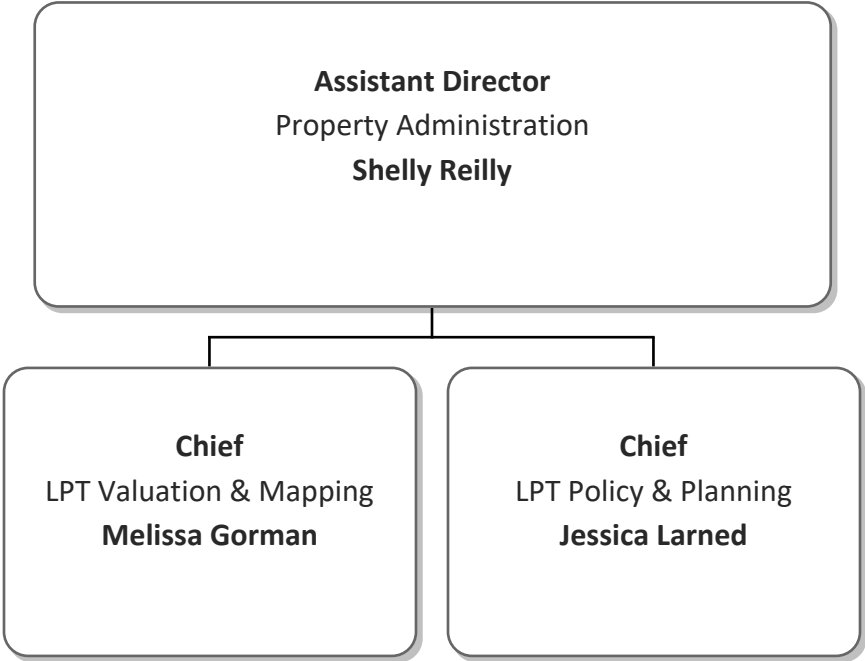 Assistant Director
Property Administration
Shelly Reilly
Chief
LPT Valuation & Mapping
Melissa Gorman
Chief
LPT Policy & Planning
Jessica Larned